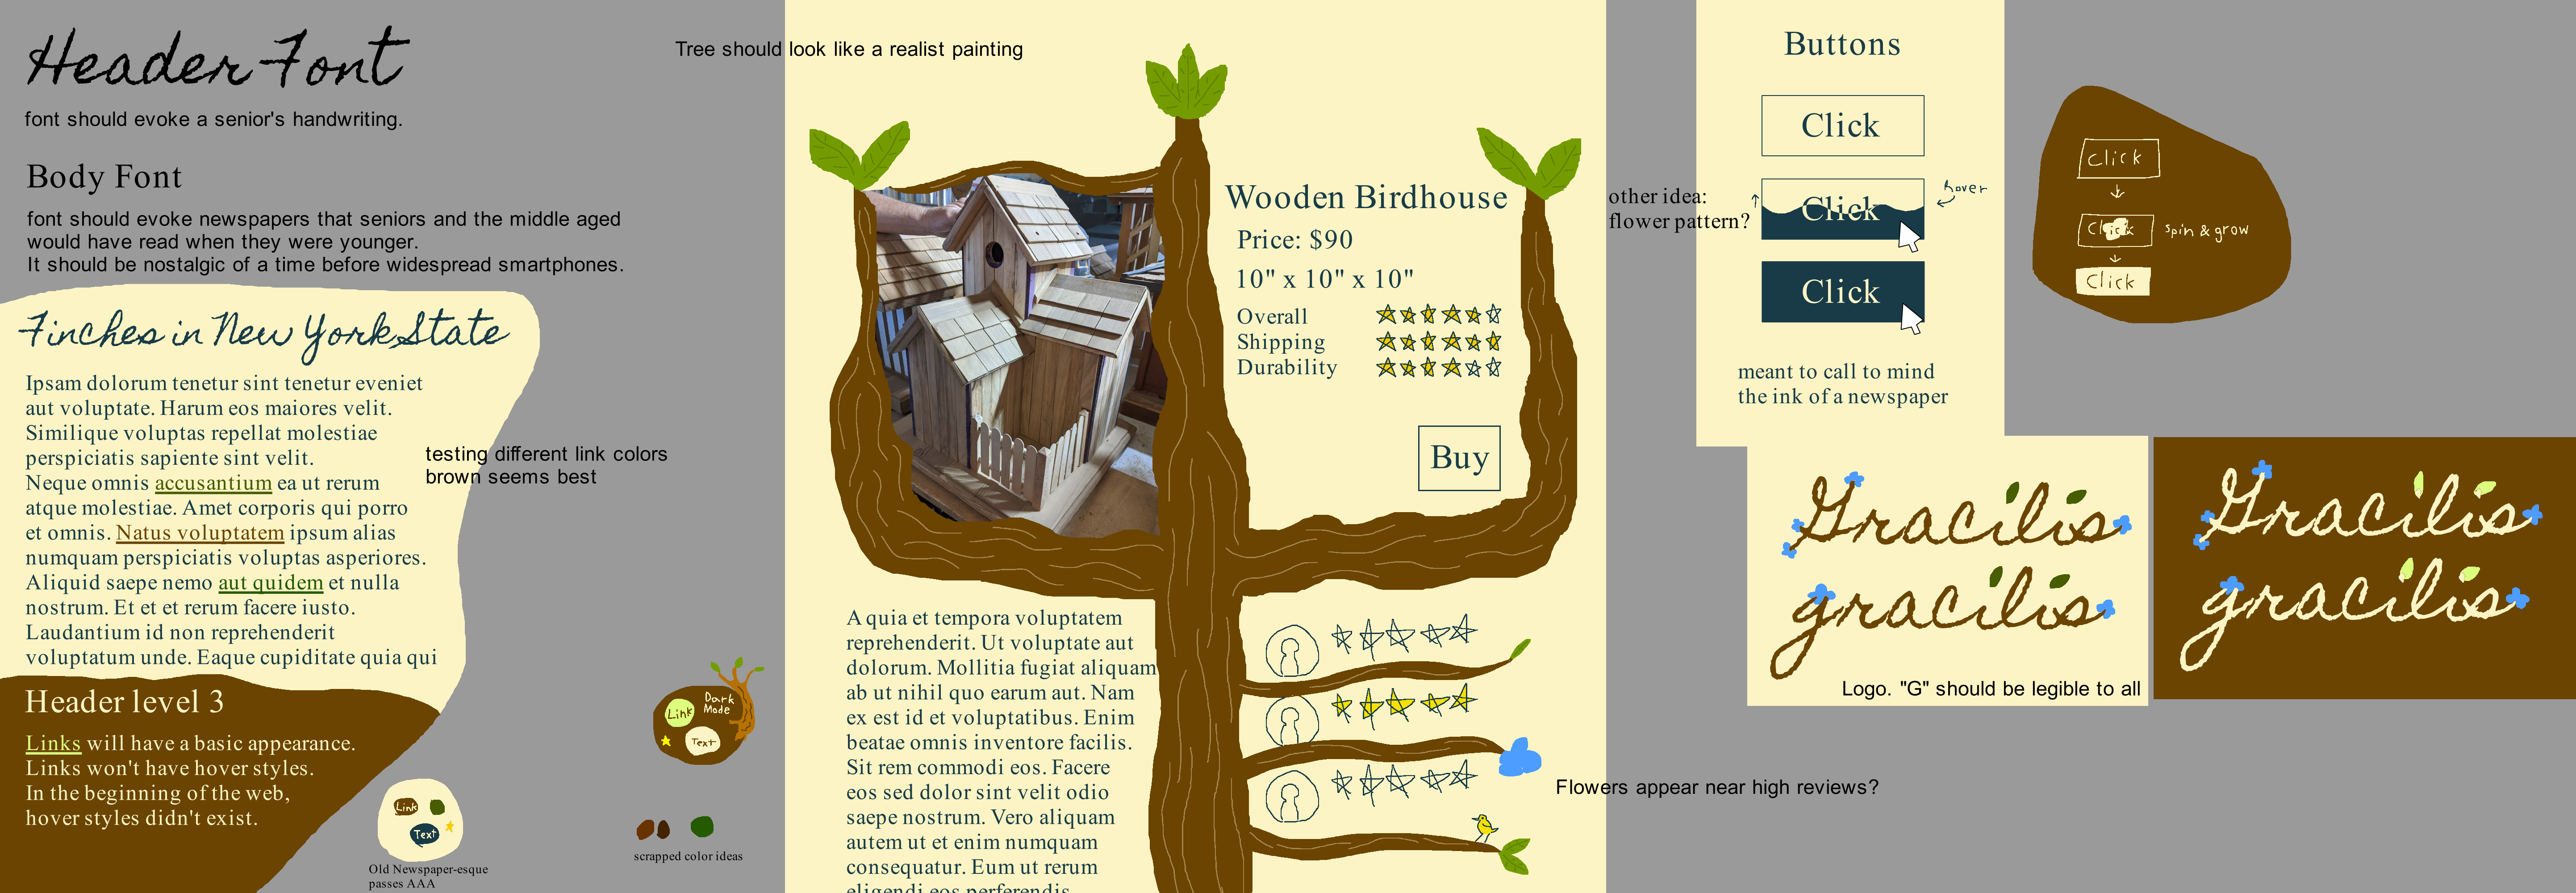 Header Font
font should evoke a senior's handwriting.
Body Font
font should evoke newspapers that seniors and the middle aged
would have read when they were younger.
It should be nostalgic of a time before widespread smartphones.
Finches in New York State
Ipsam dolorum tenetur sint tenetur eveniet
aut voluptate. Harum eos maiores velit.
Similique voluptas repellat molestiae
perspiciatis sapiente sint velit.
Neque omnis accusantium ea ut rerum
atque molestiae. Amet corporis qui porro
et omnis. Natus voluptatem ipsum alias
numquam perspiciatis voluptas asperiores.
Aliquid saepe nemo aut quidem et nulla
nostrum. Et et et rerum facere iusto.
Laudantium id non reprehenderit
voluptatum unde. Eaque cupiditate quia qui
testing different link colors
brown seems best
Header level 3
Links will have a basic appearance.
Links won't have hover styles.
In the beginning of the web,
hover styles didn't exist.
Link
Text
Old Newspaper-esque
passes AAA
Dark
Mode
Link
Text
scrapped color ideas
Tree should look like a realist painting
Wooden Birdhouse
Price: $90
10" x 10" x 10"
Overall
Shipping
Durability
Buy
A quia et tempora voluptatem
reprehenderit. Ut voluptate aut
dolorum. Mollitia fugiat aliquam
ab ut nihil quo earum aut. Nam
ex est id et voluptatibus. Enim
beatae omnis inventore facilis.
Sit rem commodi eos. Facere
eos sed dolor sint velit odio
saepe nostrum. Vero aliquam
autem ut et enim numquam
consequatur. Eum ut rerum
eligendi eos perferendis
Flowers appear near high reviews?
Buttons
Click
other idea:
flower pattern?
Click
hover
Click
meant to call to mind
the ink of a newspaper
Click
Click
spin & grow
Click
Gracilis
gracilis
Logo. "G" should be legible to all
Gracilis
gracilis